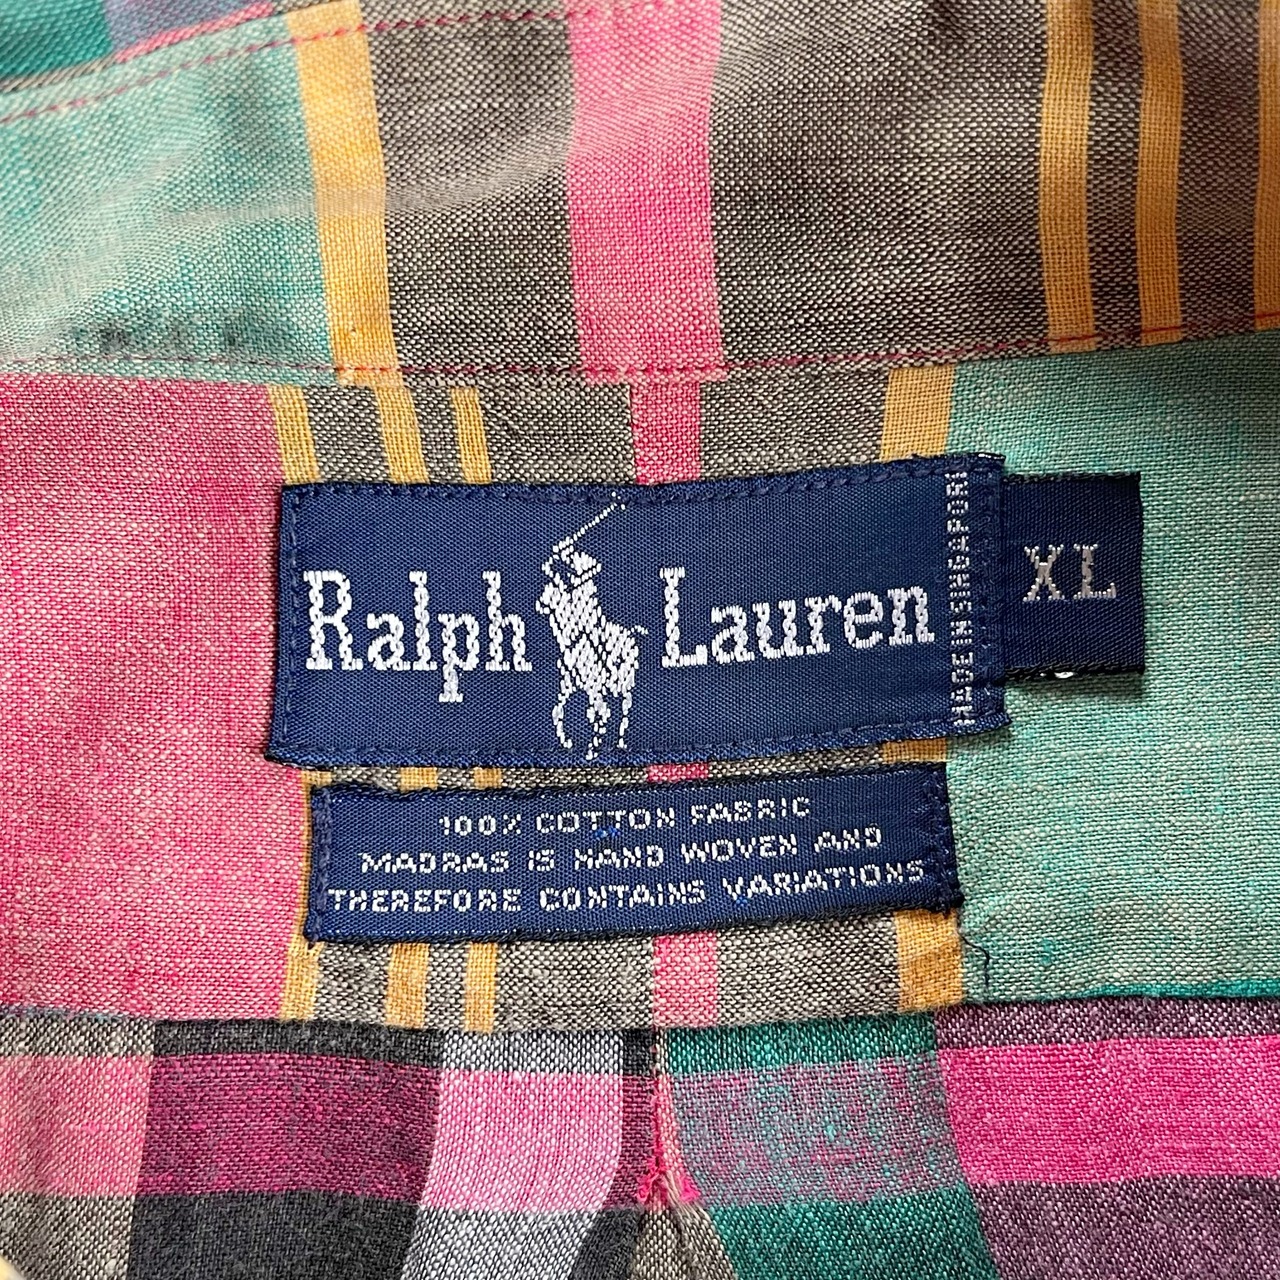 Ralph Lauren
MADE IN SINGAPORE
XL
100% COTTON FABRIC
MADRAS IS HAND WOVEN AND
THEREFORE CONTAINS VARIATIONS